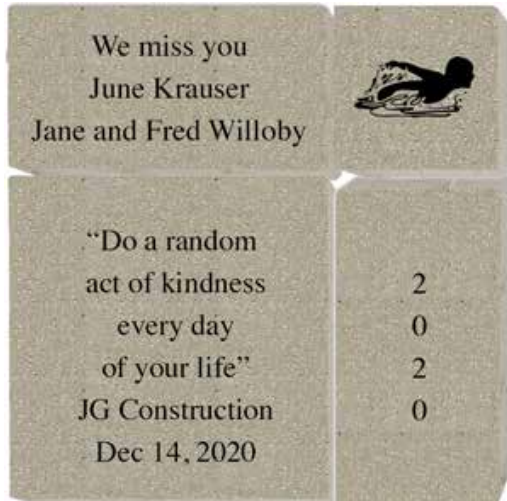 We miss you
June Krauser
Jane and Fred Willoby
“Do a random
act of kindness
every day
of your life”
JG Construction
Dec 14, 2020
2
0
2
0